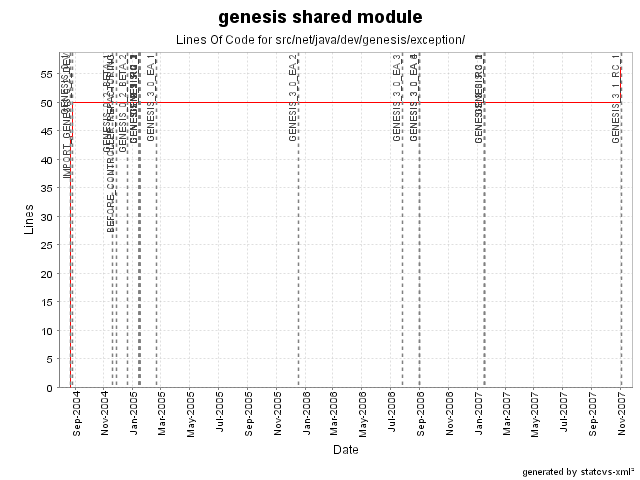 genesis shared module
Lines Of Code for src/net/java/dev/genesis/exception/
Lines
55
50
45
40
35
30
25
20
15
10
5
0
BEFORE_CONTROLLER_REFACTORING
GENESIS_3_0_EA_1
GENESIS_3_0_EA_2
GENESIS_3_0_EA_3
GENESIS_3_1_RC_1
Sep-2004
Nov-2004
Jan-2005
Mar-2005
May-2005
Jul-2005
Sep-2005
Nov-2005
Jan-2006
Mar-2006
May-2006
Jul-2006
Sep-2006
Nov-2006
Jan-2007
Mar-2007
May-2007
Jul-2007
Sep-2007
Nov-2007
Date
generated by statcvs-xml²